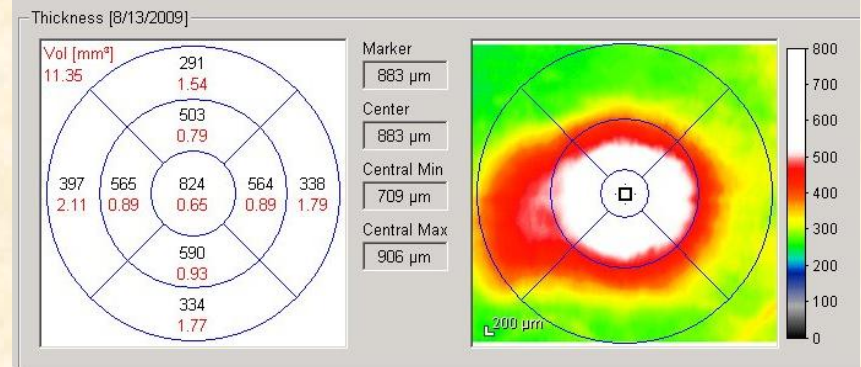 Thickness [8/13/2009]
Vol [mm³]
11.35
291
1.54
503
0.79
397 565 824 564 338
2.11 0.89 0.65 0.89 1.79
590
0.93
334
1.77
Marker
883 µm
Center
883 µm
Central Min
709 µm
Central Max
906 µm
200 µm
800
700
600
500
400
300
200
100
0